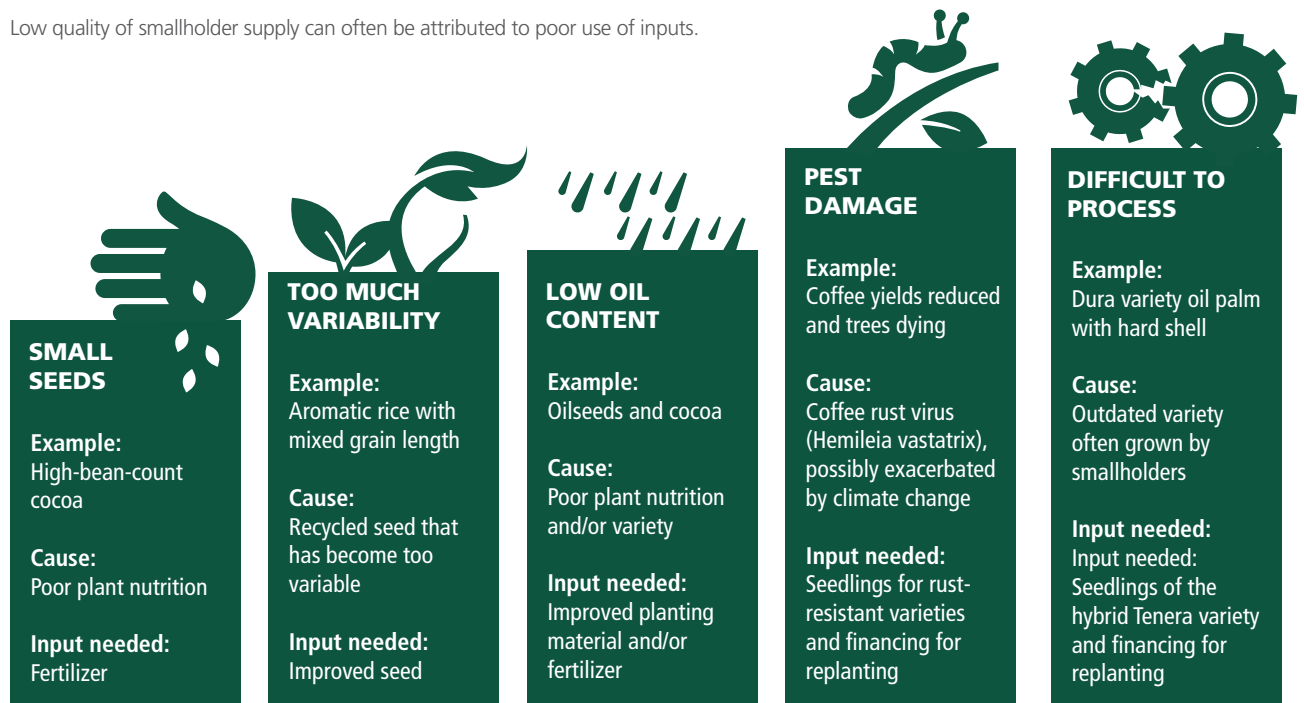 Low quality of smallholder supply can often be attributed to poor use of inputs.
SMALL
SEEDS
Example:
High-bean-count
cocoa
Cause:
Poor plant nutrition
Input needed:
Fertilizer
TOO MUCH
VARIABILITY
Example:
Aromatic rice with
mixed grain length
Cause:
Recycled seed that
has become too
variable
Input needed:
Improved seed
LOW OIL
CONTENT
Example:
Oilseeds and cocoa
Cause:
Poor plant nutrition
and/or variety
Input needed:
Improved planting
material and/or
fertilizer
PEST
DAMAGE
Example:
Coffee yields reduced
and trees dying
Cause:
Coffee rust virus
(Hemileia vastatrix),
possibly exacerbated
by climate change
Input needed:
Seedlings for rust-
resistant varieties
and financing for
replanting
DIFFICULT TO
PROCESS
Example:
Dura variety oil palm
with hard shell
Cause:
Outdated variety
often grown by
smallholders
Input needed:
Input needed:
Seedlings of the
hybrid Tenera variety
and financing for
replanting